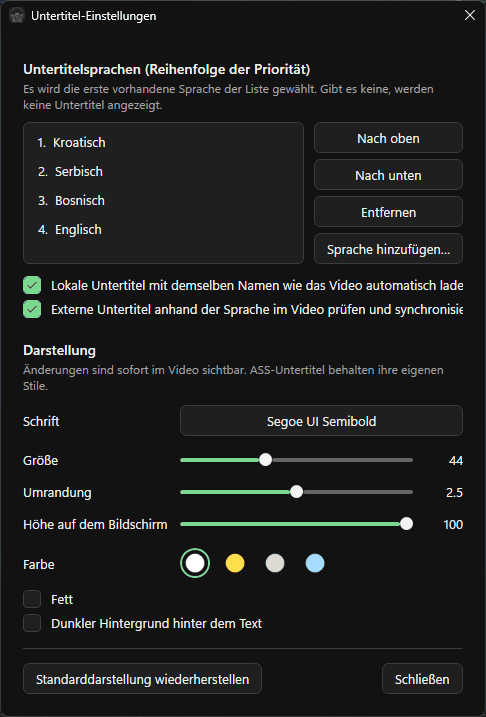 Untertitel-Einstellungen
Untertitelsprachen (Reihenfolge der Priorität)
Es wird die erste vorhandene Sprache der Liste gewählt. Gibt es keine, werden
keine Untertitel angezeigt.
1. Kroatisch
2. Serbisch
3. Bosnisch
4. Englisch
Nach oben
Nach unten
Entfernen
Sprache hinzufügen...
Lokale Untertitel mit demselben Namen wie das Video automatisch lade
Externe Untertitel anhand der Sprache im Video prüfen und synchronisie
Darstellung
Änderungen sind sofort im Video sichtbar. ASS-Untertitel behalten ihre eigenen
Stile.
Schrift Segoe UI Semibold
Größe 44
Umrandung 2.5
Höhe auf dem Bildschirm 100
Farbe
Fett
Dunkler Hintergrund hinter dem Text
Standarddarstellung wiederherstellen Schließen